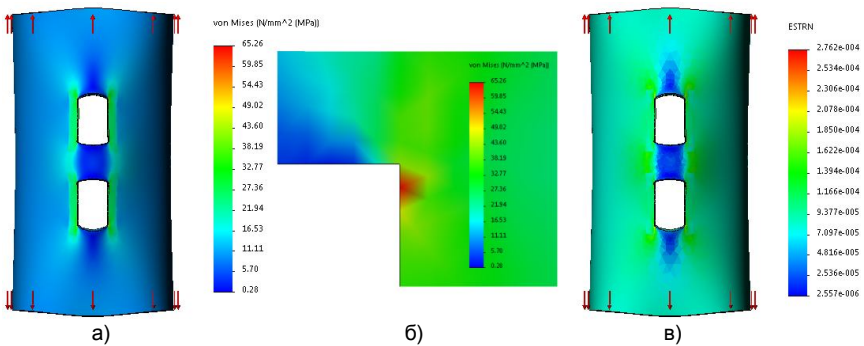 von Mises (N/mm^2 (MPa))
65.26
59.85
54.43
49.02
43.60
38.19
32.77
27.36
21.94
16.53
11.11
5.70
0.28
von Mises (N/mm^2 (MPa))
65.26
59.85
54.43
49.02
43.60
38.19
32.77
27.36
21.94
16.53
11.11
5.70
0.28
ESTRN
2.762e-004
2.534e-004
2.306e-004
2.078e-004
1.850e-004
1.622e-004
1.394e-004
1.166e-004
9.377e-005
7.097e-005
4.816e-005
2.536e-005
2.557e-006
а)
б)
в)